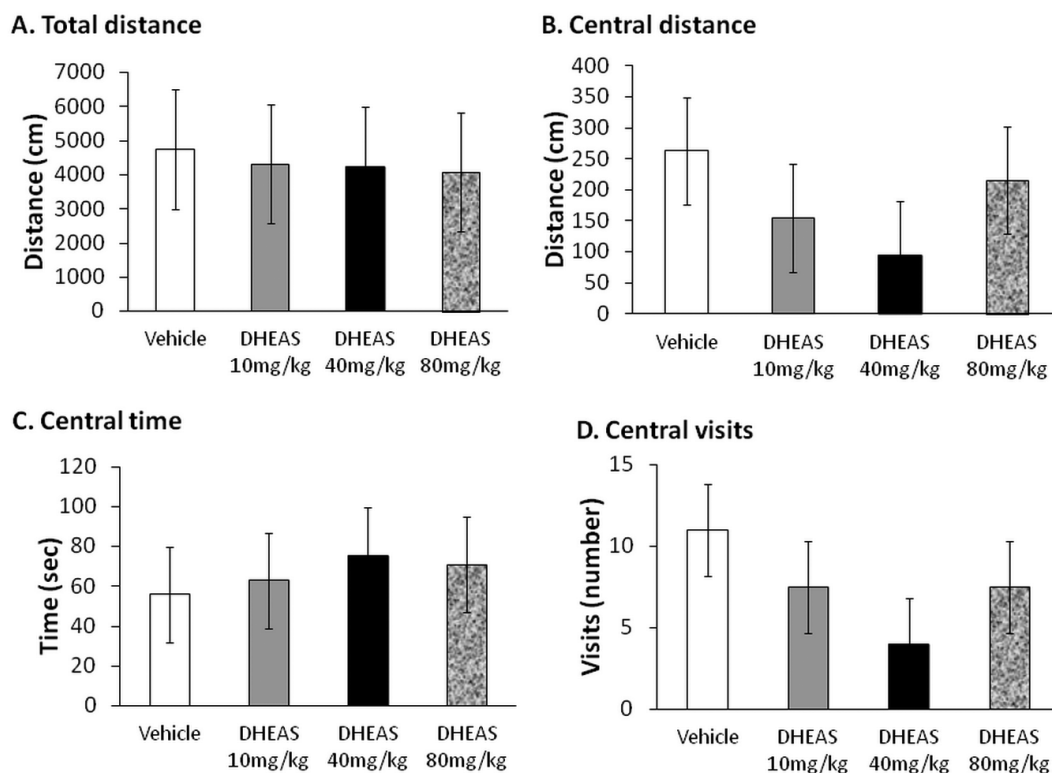 A. Total distance
Distance (cm)
7000
6000
5000
4000
3000
2000
1000
0
Vehicle
DHEAS
10mg/kg
DHEAS
40mg/kg
DHEAS
80mg/kg
B. Central distance
Distance (cm)
400
350
300
250
200
150
100
50
0
Vehicle
DHEAS
10mg/kg
DHEAS
40mg/kg
DHEAS
80mg/kg
C. Central time
Time (sec)
120
100
80
60
40
20
0
Vehicle
DHEAS
10mg/kg
DHEAS
40mg/kg
DHEAS
80mg/kg
D. Central visits
Visits (number)
15
10
5
0
Vehicle
DHEAS
10mg/kg
DHEAS
40mg/kg
DHEAS
80mg/kg